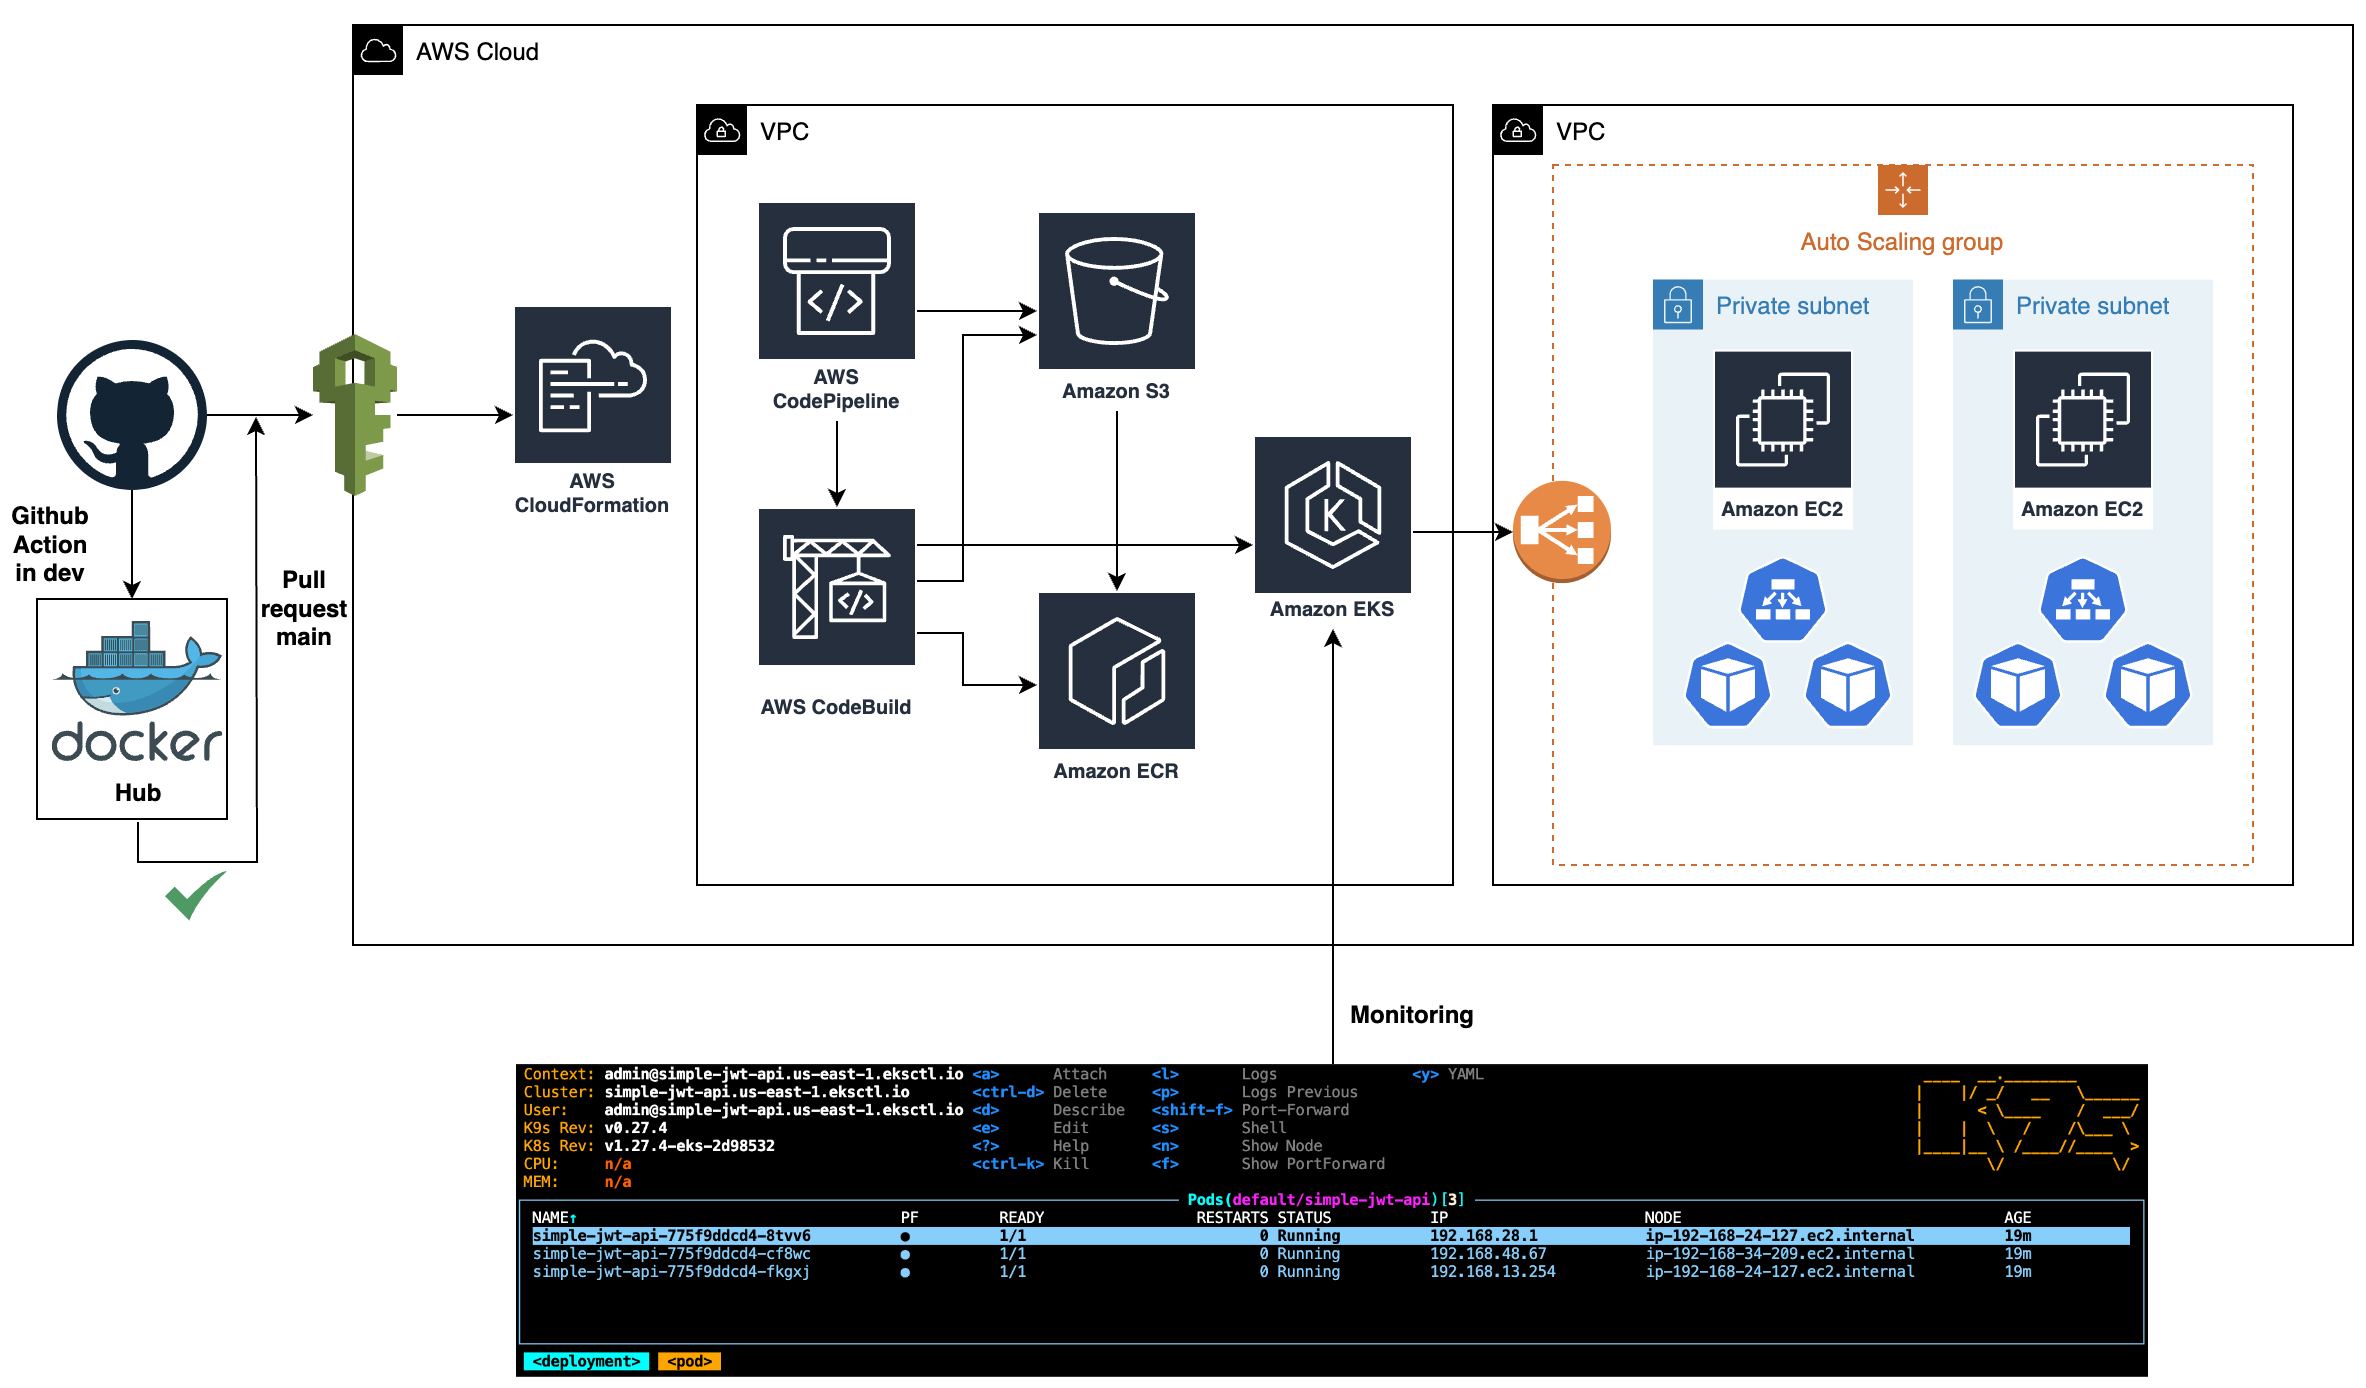 AWS Cloud
VPC
VPC
Auto Scaling group
Private subnet
Private subnet
AWS
CodePipeline
Amazon S3
AWS
CloudFormation
Amazon EC2
Amazon EC2
Github
Action
in dev
Pull
request
main
Amazon EKS
AWS CodeBuild
docker
Hub
Amazon ECR
Monitoring
Context: admin@simple-jwt-api.us-east-1.eksctl.io <a> Attach <l> Logs <y> YAML
Cluster: simple-jwt-api.us-east-1.eksctl.io <ctrl-d> Delete <p> Logs Previous
User: admin@simple-jwt-api.us-east-1.eksctl.io <d> Describe <shift-f> Port-Forward
K9s Rev: v0.27.4 <e> Edit <s> Shell
K8s Rev: v1.27.4-eks-2d98532 <?> Help <n> Show Node
CPU: n/a <ctrl-k> Kill <f> Show PortForward
MEM: n/a
K9s
Pods(default/simple-jwt-api)[3]
NAME↑ PF READY RESTARTS STATUS IP NODE AGE
simple-jwt-api-775f9ddcd4-8tvv6 ● 1/1 0 Running 192.168.28.1 ip-192-168-24-127.ec2.internal 19m
simple-jwt-api-775f9ddcd4-cf8wc ● 1/1 0 Running 192.168.48.67 ip-192-168-34-209.ec2.internal 19m
simple-jwt-api-775f9ddcd4-fkgxj ● 1/1 0 Running 192.168.13.254 ip-192-168-24-127.ec2.internal 19m
<deployment> <pod>